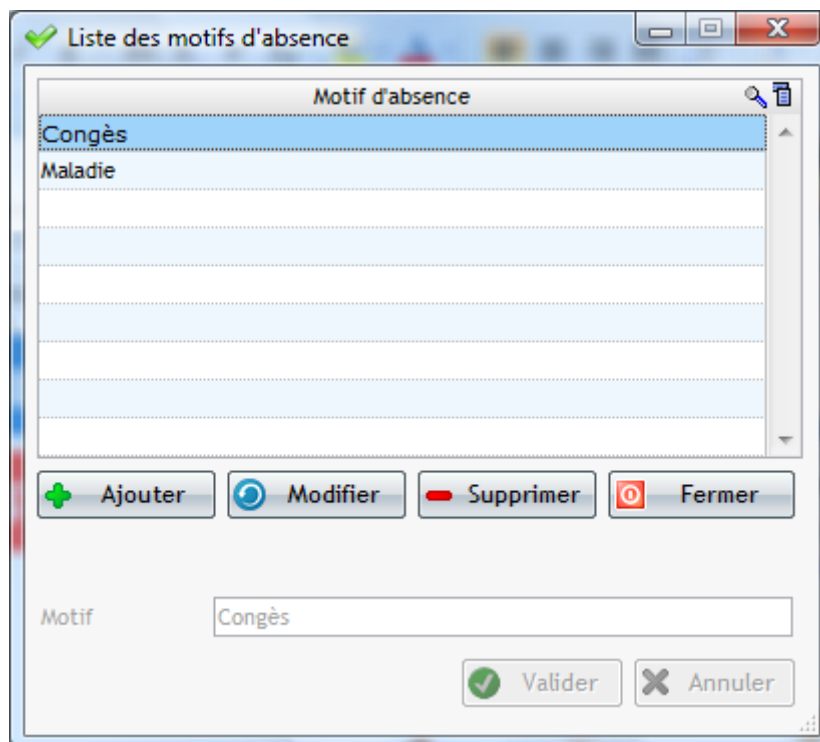 Liste des motifs d'absence
Motif d'absence
Congès
Maladie
Ajouter Modifier Supprimer Fermer
Motif Congès
Valider Annuler